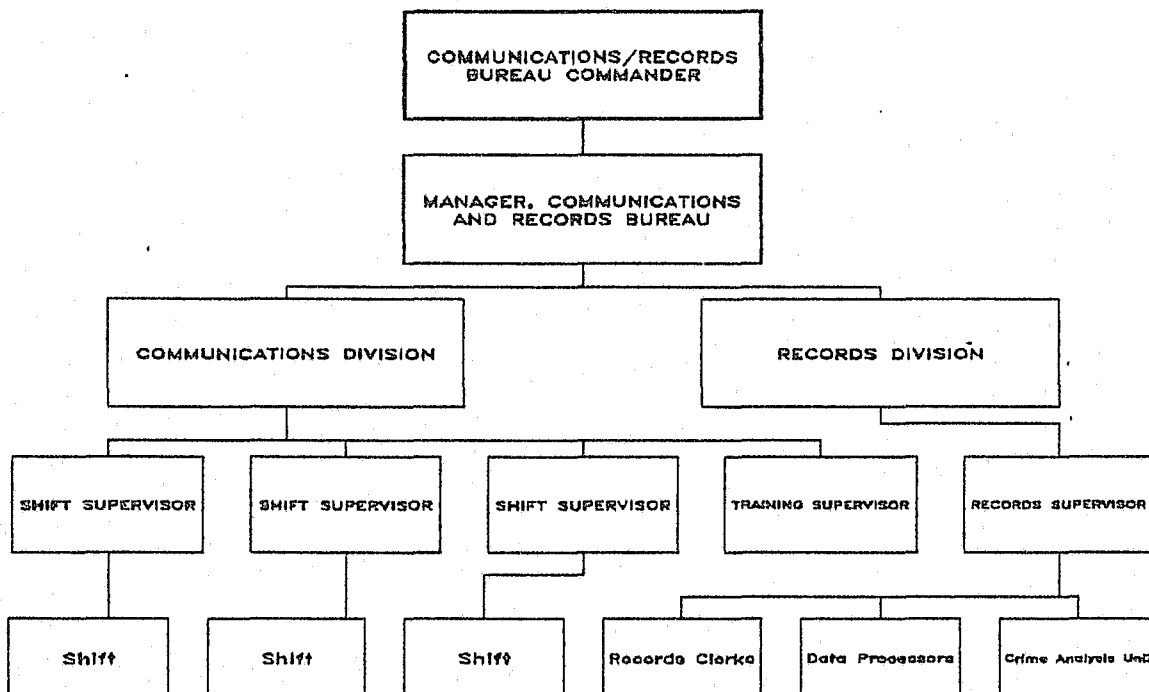 COMMUNICATIONS/RECORDS
BUREAU COMMANDER
MANAGER, COMMUNICATIONS
AND RECORDS BUREAU
COMMUNICATIONS DIVISION
RECORDS DIVISION
SHIFT SUPERVISOR
SHIFT SUPERVISOR
SHIFT SUPERVISOR
TRAINING SUPERVISOR
RECORDS SUPERVISOR
Shift
Shift
Shift
Records Clerks
Data Processors
Crime Analysis Unit